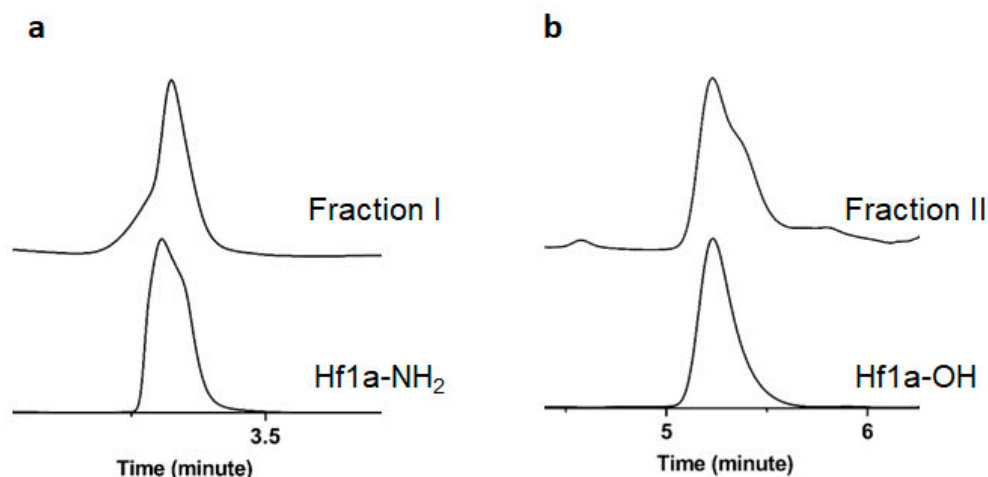 a
Fraction I
Hf1a-NH₂
3.5
Time (minute)
b
Fraction II
Hf1a-OH
5 6
Time (minute)